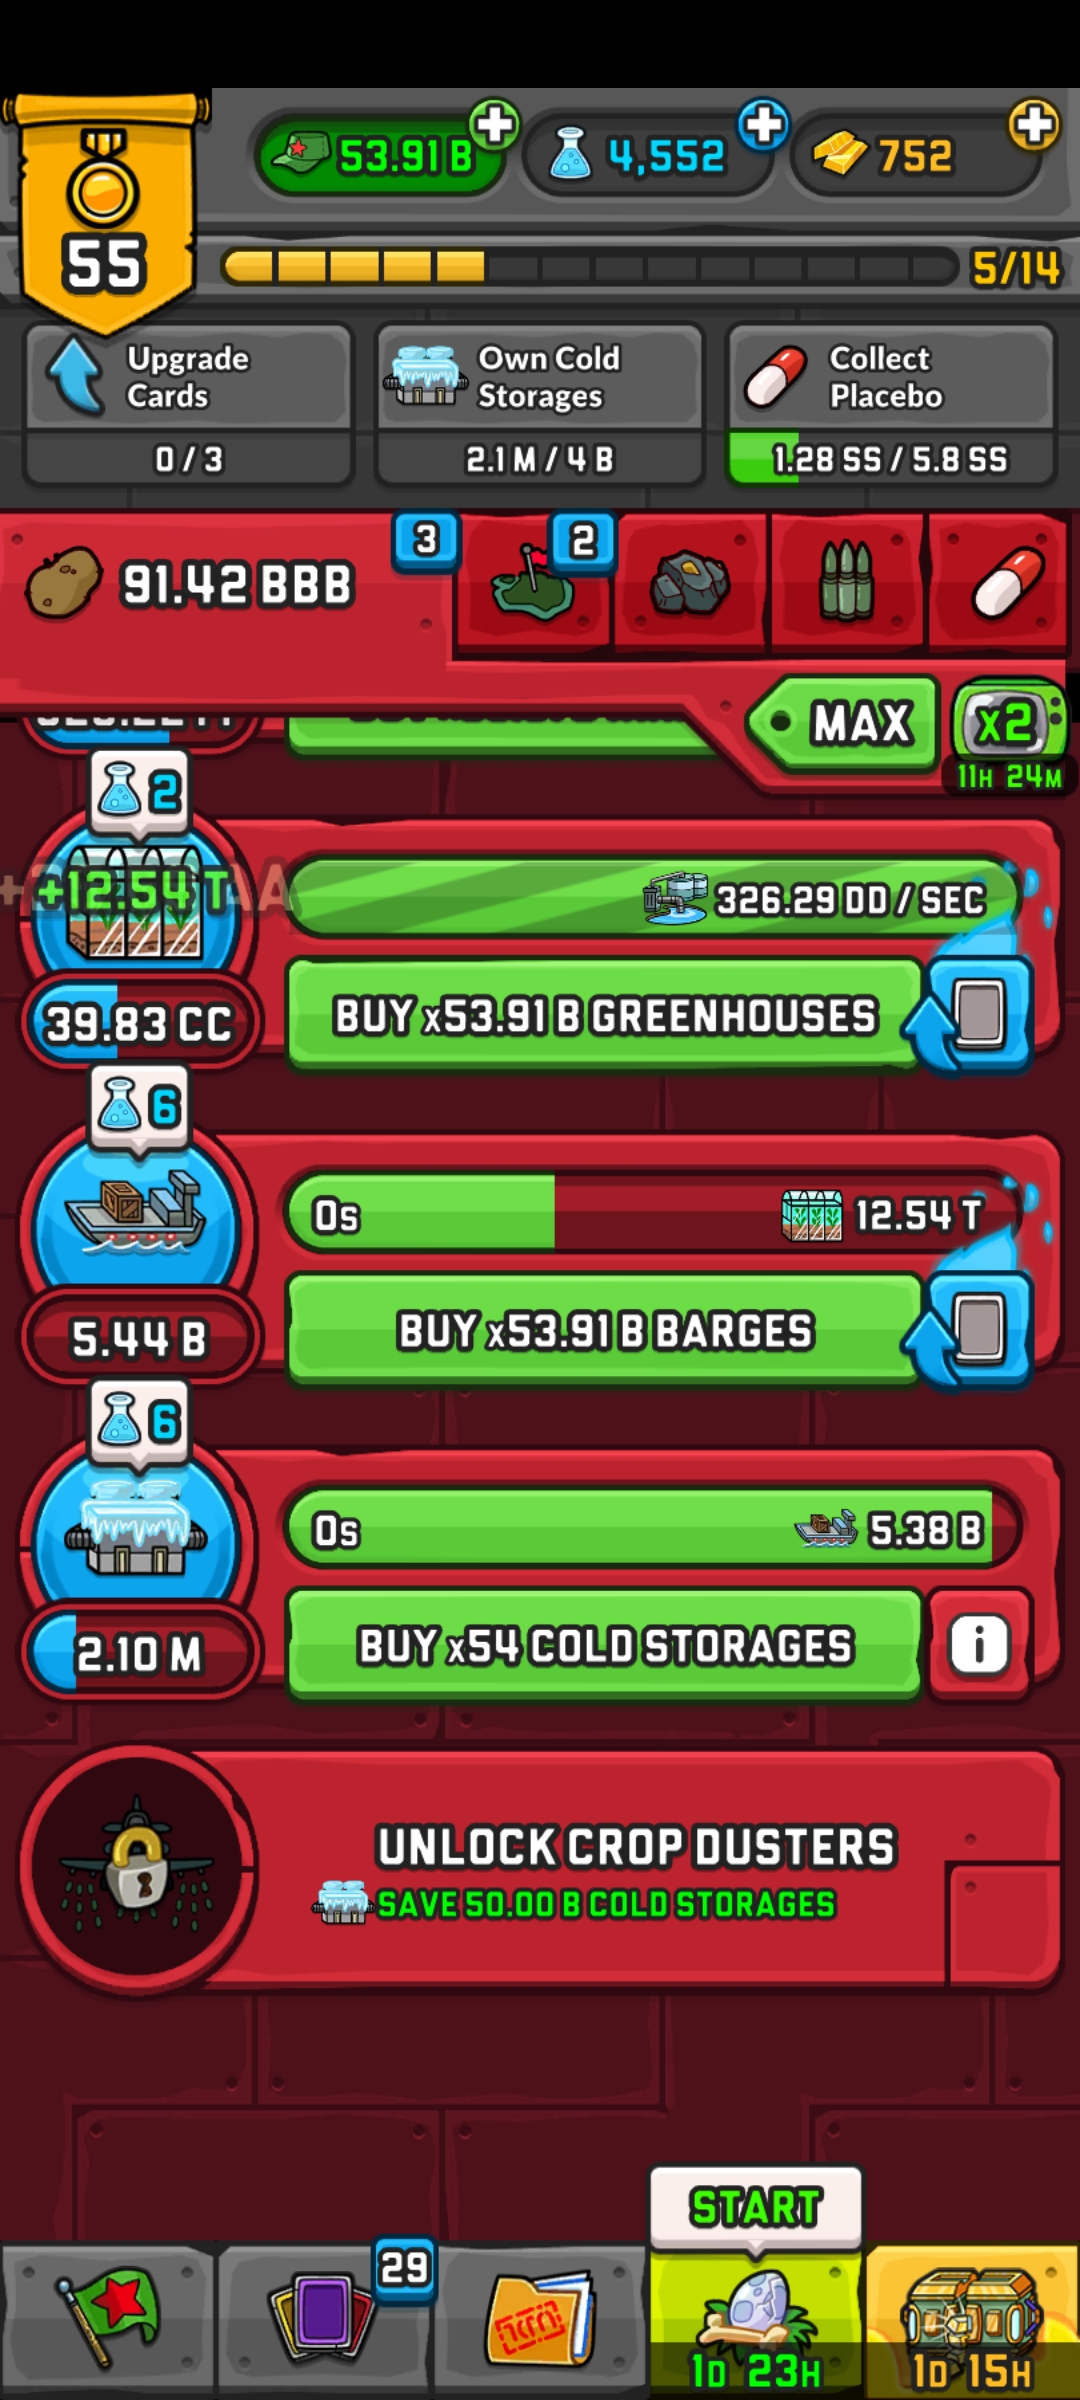 53.91 B
4,552
752
55
5/14
Upgrade
Cards
0 / 3
Own Cold
Storages
2.1 M / 4 B
Collect
Placebo
1.28 SS / 5.8 SS
91.42 BBB
3
2
MAX
x2
11H 24M
2
+12.54 T
326.29 DD / SEC
39.83 CC
BUY x53.91 B GREENHOUSES
6
0s
12.54 T
5.44 B
BUY x53.91 B BARGES
6
0s
5.38 B
2.10 M
BUY x54 COLD STORAGES
i
UNLOCK CROP DUSTERS
SAVE 50.00 B COLD STORAGES
START
29
1D 23H
1D 15H